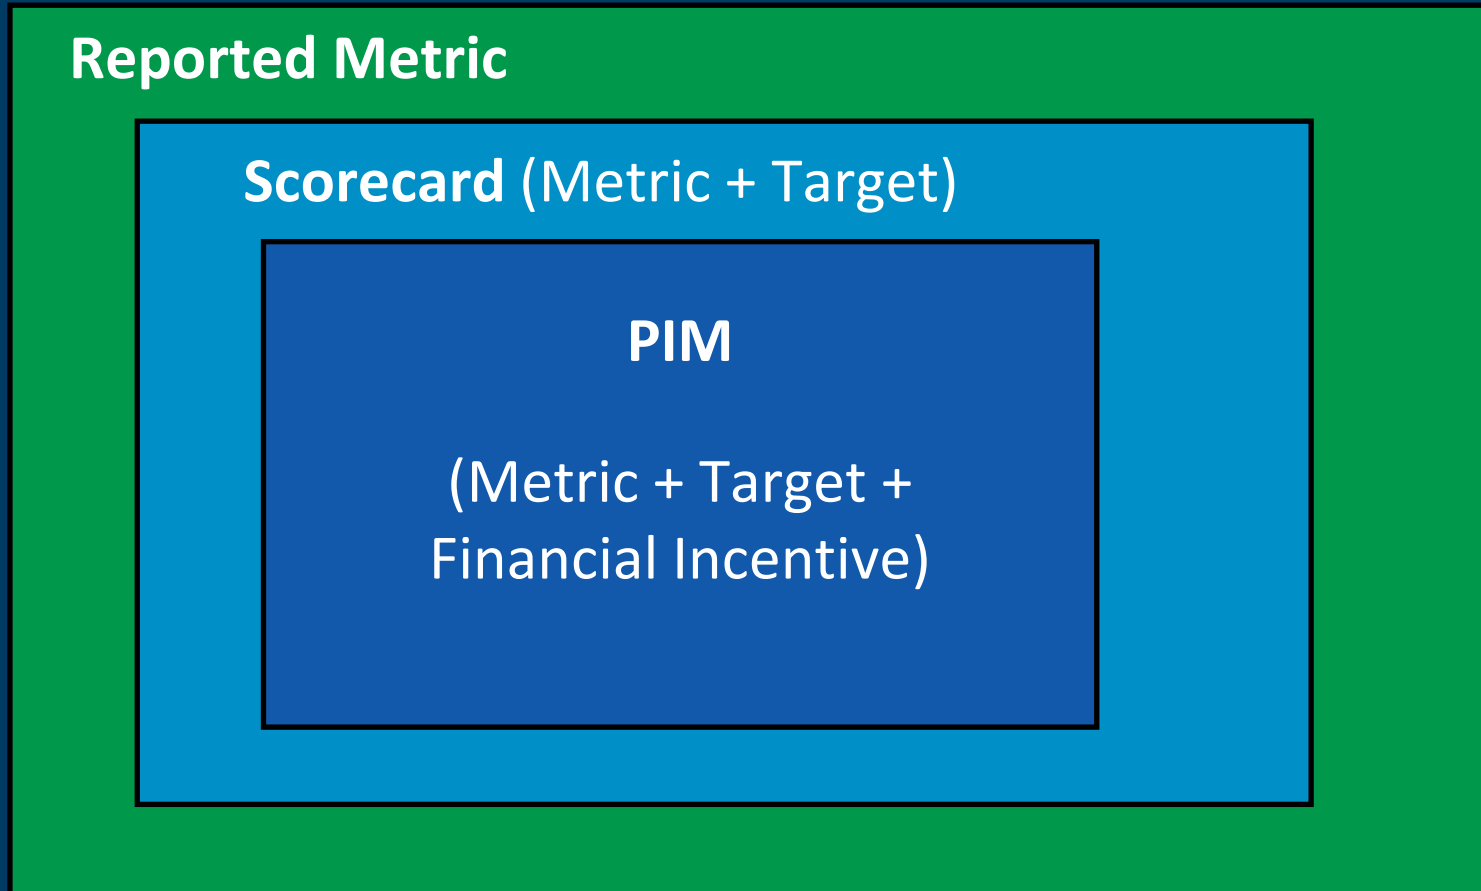 Reported Metric
Scorecard (Metric + Target)
PIM
(Metric + Target +
Financial Incentive)